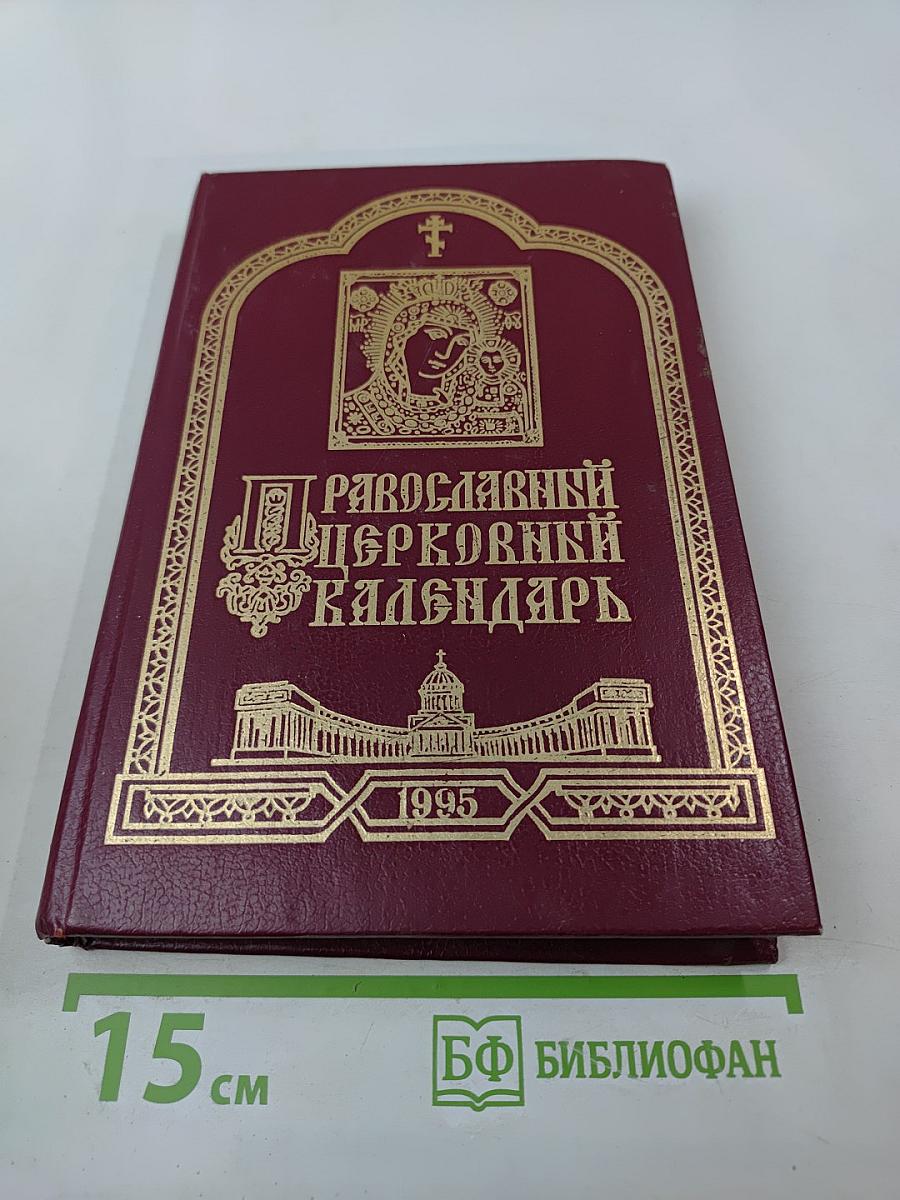 ПРАВОСЛАВНЫЙ
ЦЕРКОВНЫЙ
КАЛЕНДАРЬ
1995
15 см
БФ БИБЛИОФАН